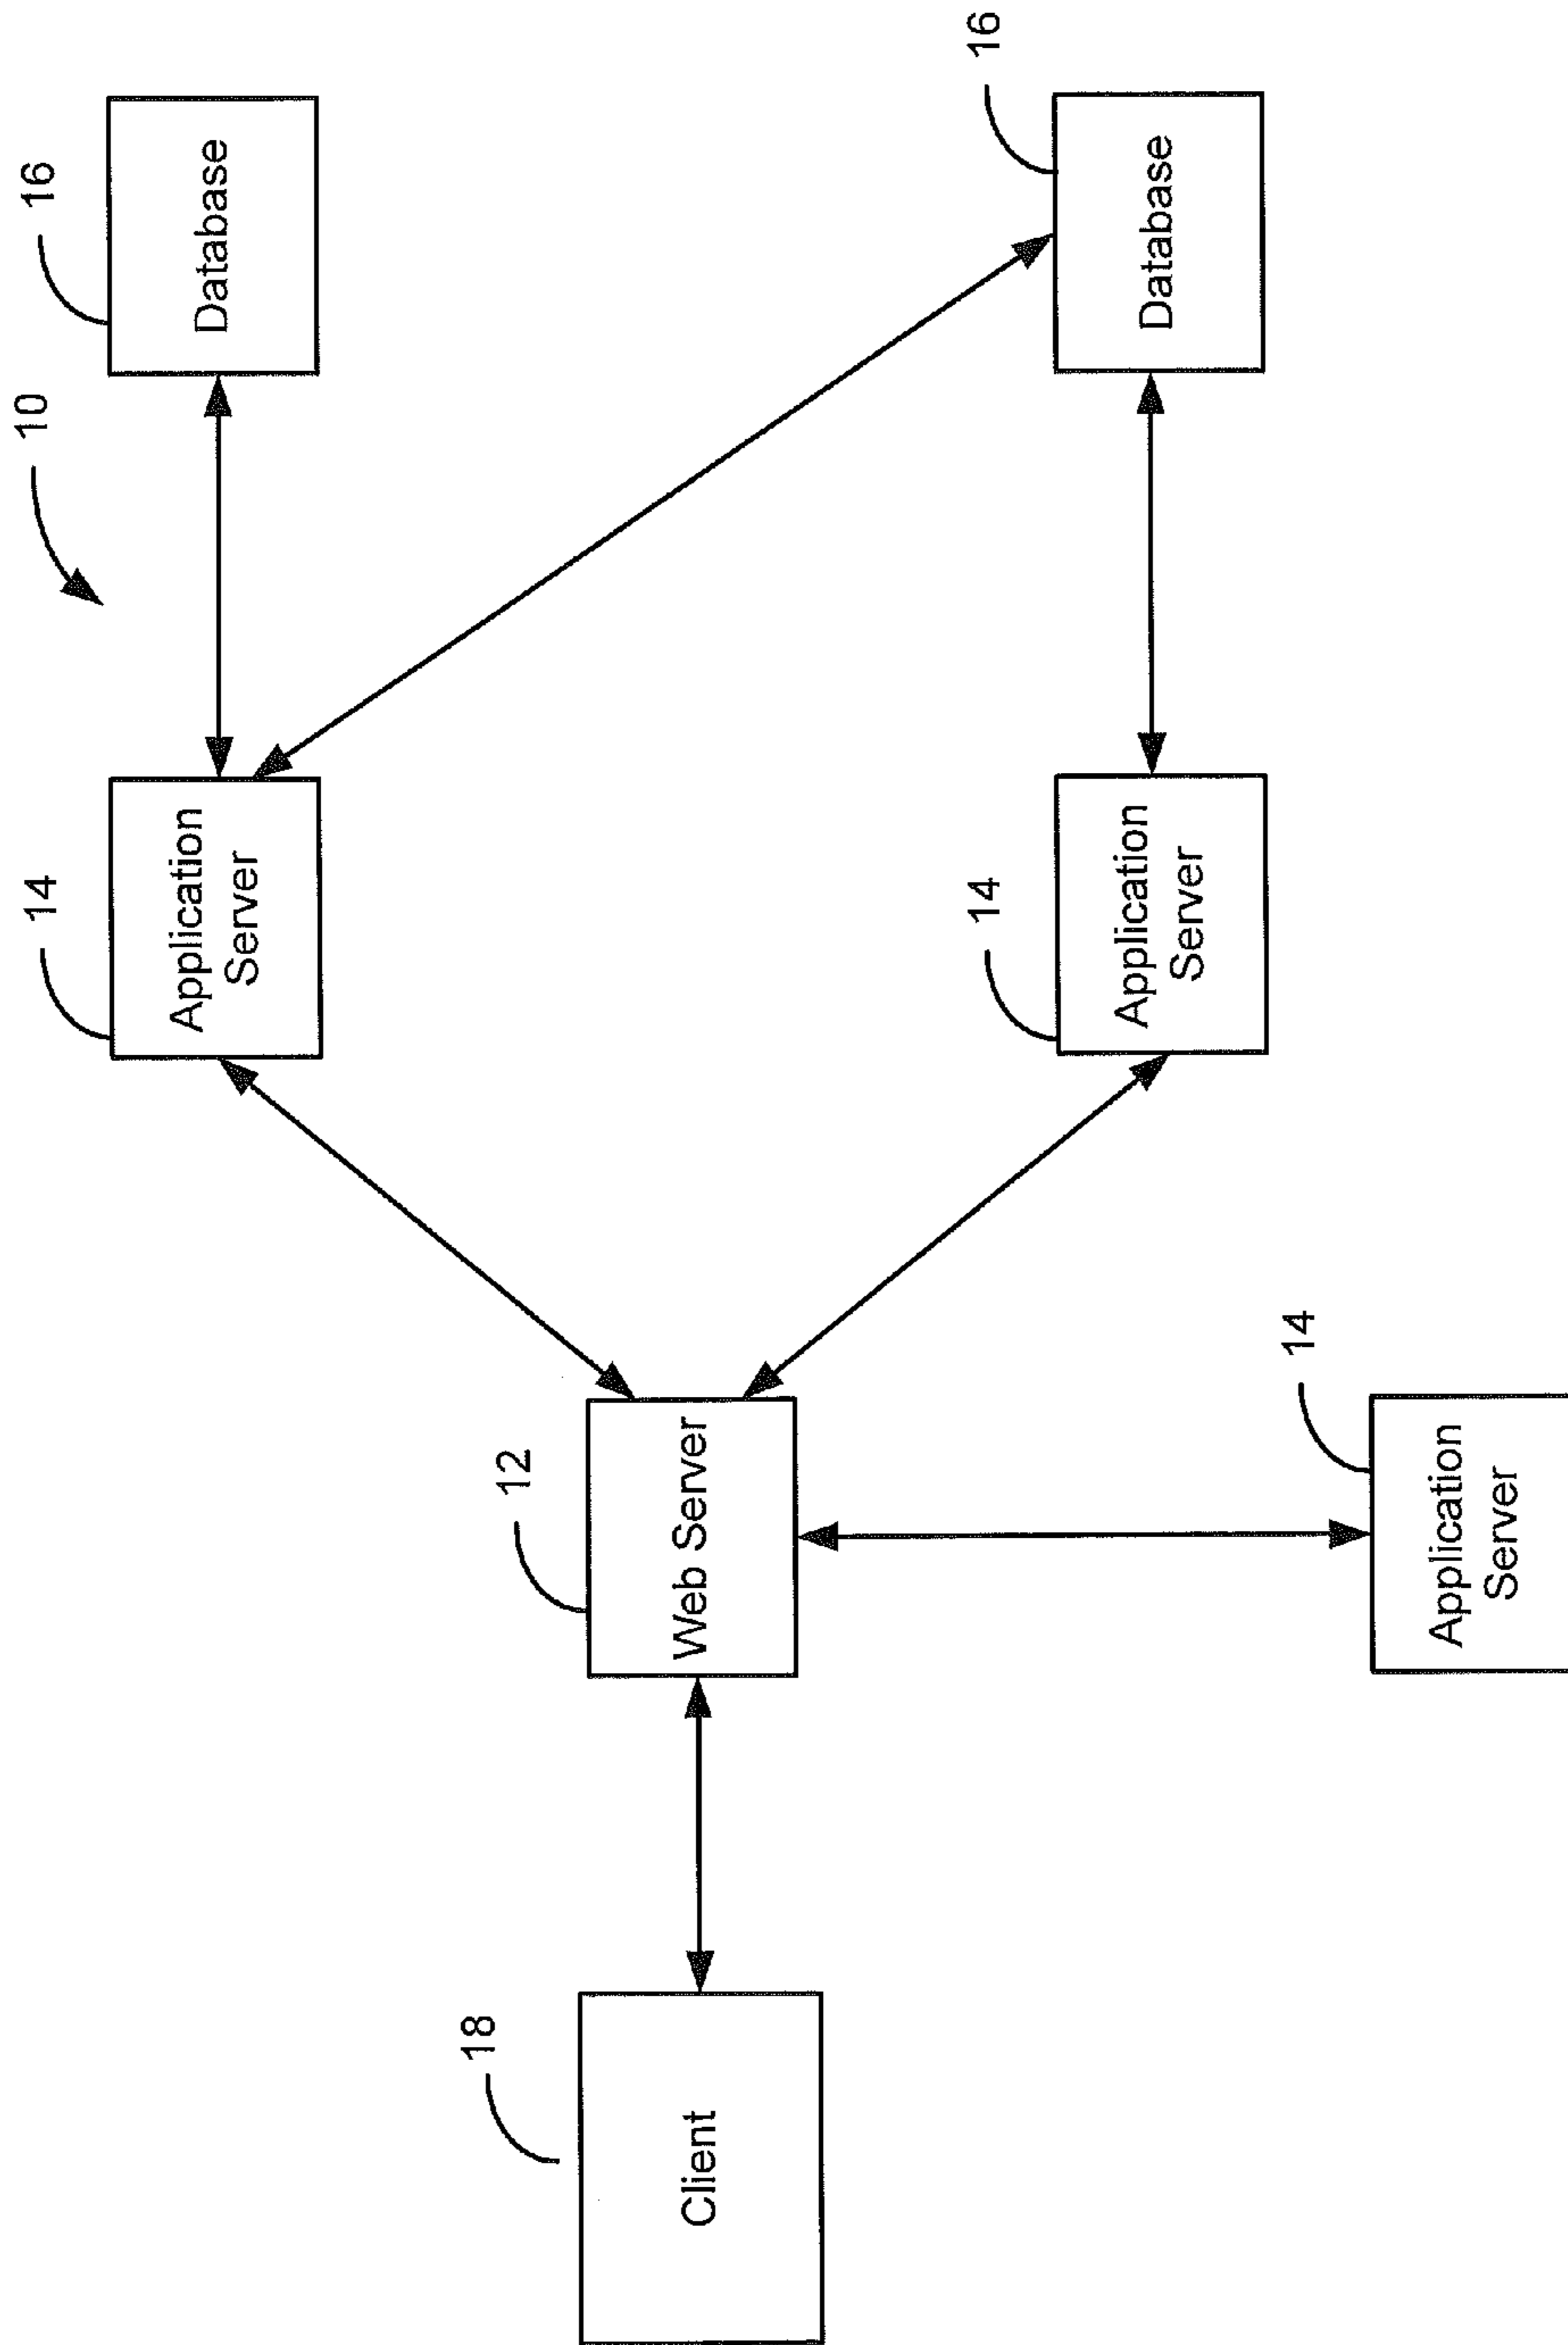 10
16
Database
14
Application
Server
16
Database
14
Application
Server
12
Web Server
18
Client
14
Application
Server